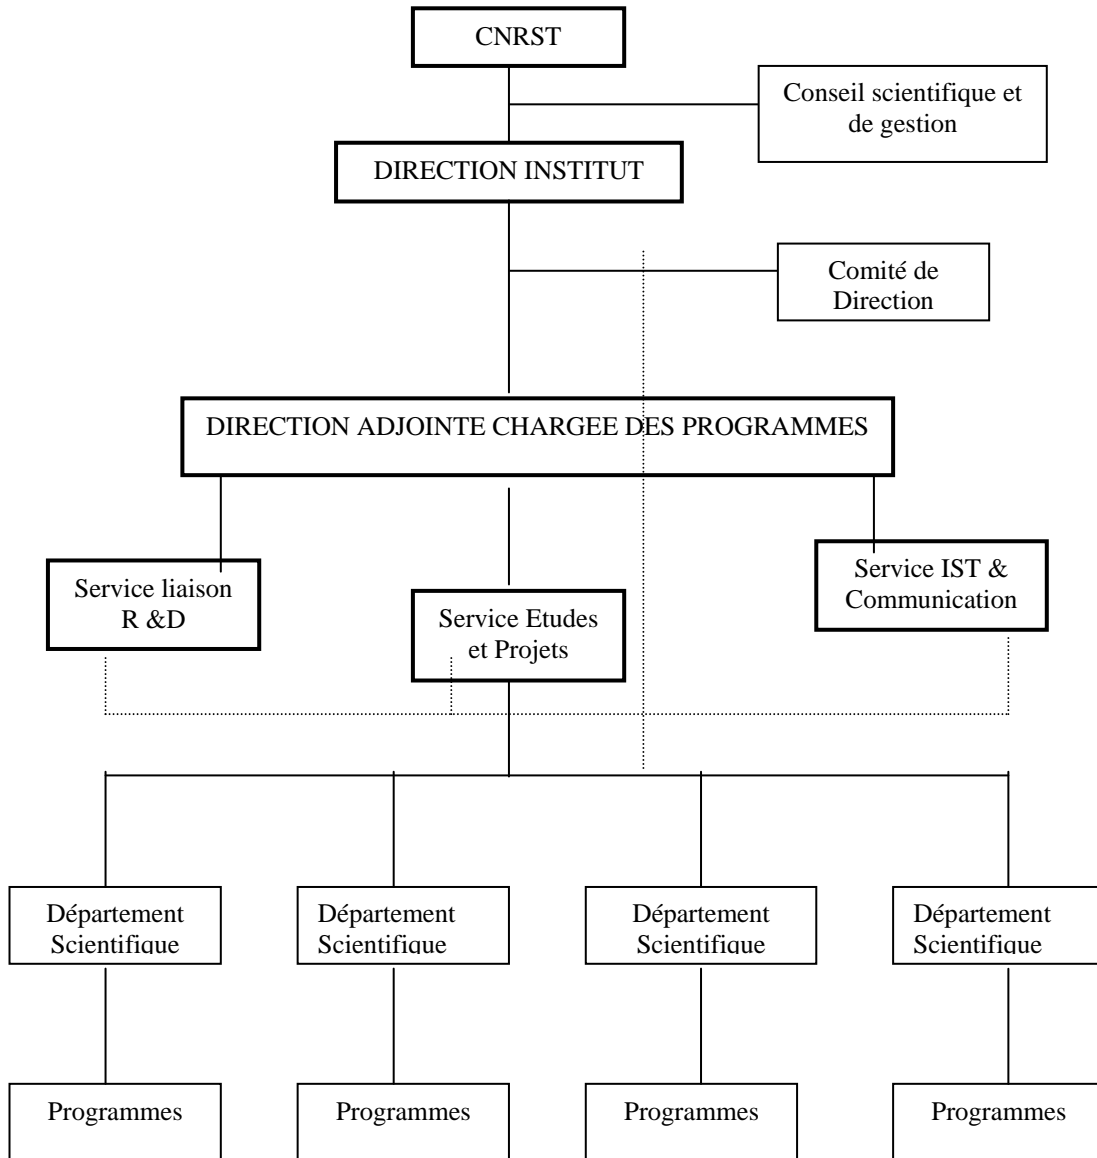 CNRST
Conseil scientifique et
de gestion
DIRECTION INSTITUT
Comité de
Direction
DIRECTION ADJOINTE CHARGEE DES PROGRAMMES
Service liaison
R &D
Service Etudes
et Projets
Service IST &
Communication
Département
Scientifique
Département
Scientifique
Département
Scientifique
Département
Scientifique
Programmes
Programmes
Programmes
Programmes